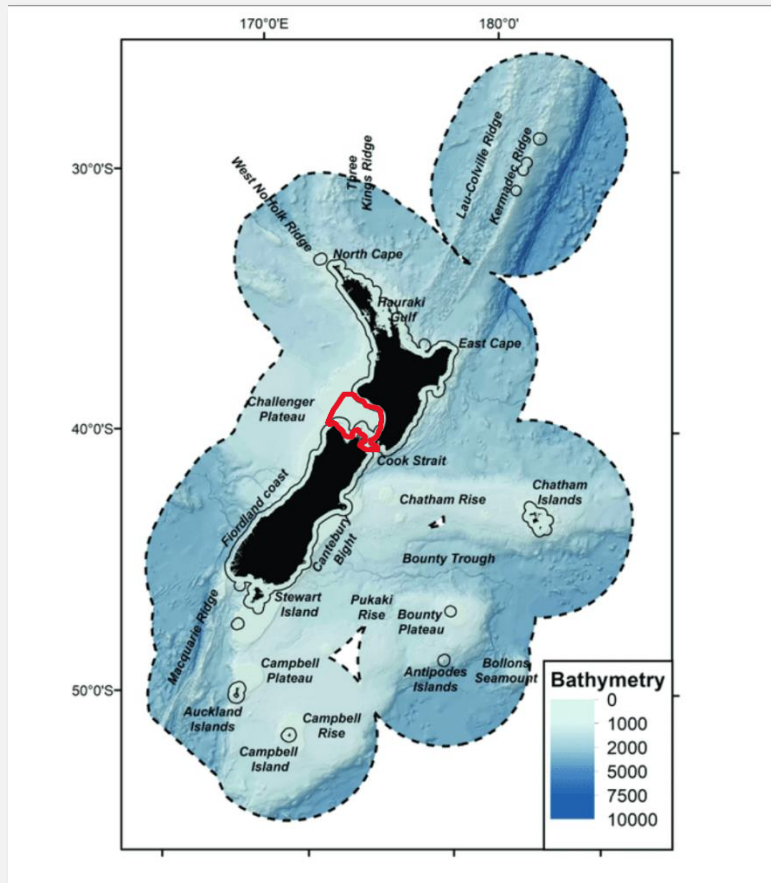 170°0'E
180°0'
30°0'S
40°0'S
50°0'S
West Norfolk Ridge
Three
Kings Ridge
Lau-Colville Ridge
Kermadec Ridge
North Cape
Hauraki
Gulf
East Cape
Challenger
Plateau
Cook Strait
Chatham Rise
Chatham
Islands
Fiordland coast
Cantebury
Bight
Bounty Trough
Stewart
Island
Pukaki
Rise
Bounty
Plateau
Macquarie Ridge
Campbell
Plateau
Antipodes
Islands
Bollons
Seamount
Auckland
Islands
Campbell
Rise
Campbell
Island
Bathymetry
0
1000
2000
5000
7500
10000